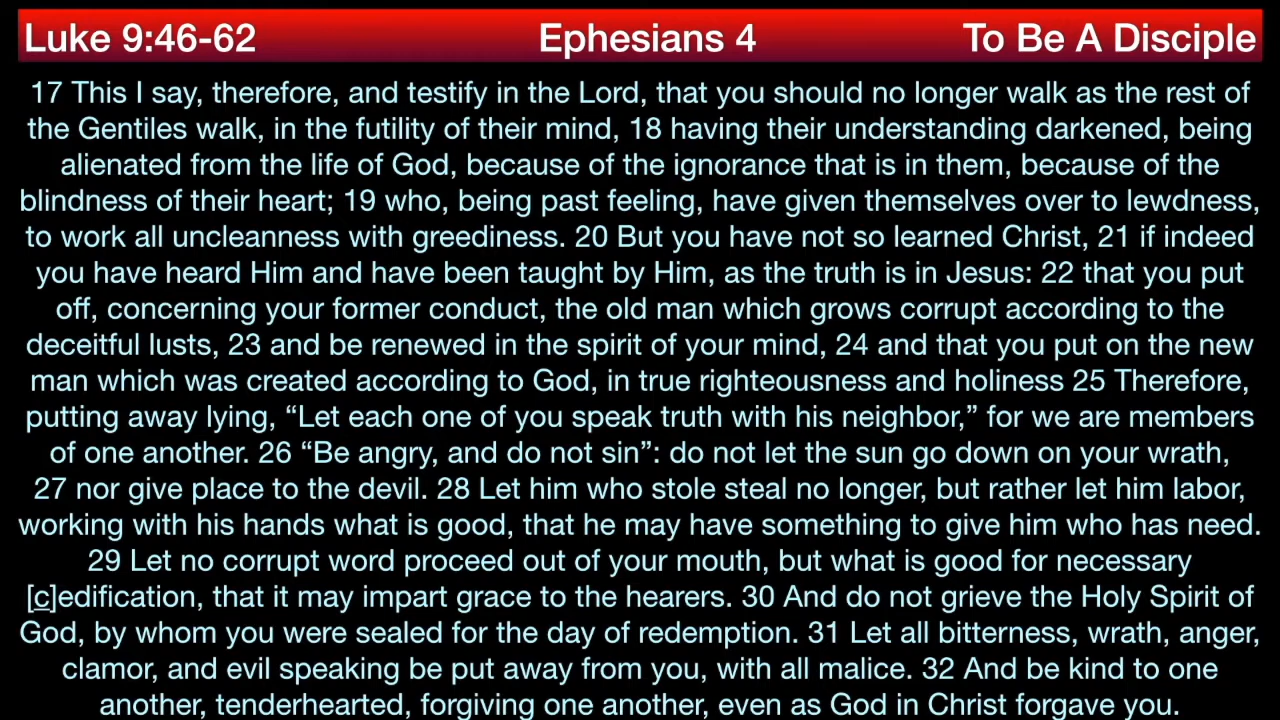 Luke 9:46-62 Ephesians 4 To Be A Disciple
17 This I say, therefore, and testify in the Lord, that you should no longer walk as the rest of
the Gentiles walk, in the futility of their mind, 18 having their understanding darkened, being
alienated from the life of God, because of the ignorance that is in them, because of the
blindness of their heart; 19 who, being past feeling, have given themselves over to lewdness,
to work all uncleanness with greediness. 20 But you have not so learned Christ, 21 if indeed
you have heard Him and have been taught by Him, as the truth is in Jesus: 22 that you put
off, concerning your former conduct, the old man which grows corrupt according to the
deceitful lusts, 23 and be renewed in the spirit of your mind, 24 and that you put on the new
man which was created according to God, in true righteousness and holiness 25 Therefore,
putting away lying, “Let each one of you speak truth with his neighbor,” for we are members
of one another. 26 “Be angry, and do not sin”: do not let the sun go down on your wrath,
27 nor give place to the devil. 28 Let him who stole steal no longer, but rather let him labor,
working with his hands what is good, that he may have something to give him who has need.
29 Let no corrupt word proceed out of your mouth, but what is good for necessary
[c]edification, that it may impart grace to the hearers. 30 And do not grieve the Holy Spirit of
God, by whom you were sealed for the day of redemption. 31 Let all bitterness, wrath, anger,
clamor, and evil speaking be put away from you, with all malice. 32 And be kind to one
another, tenderhearted, forgiving one another, even as God in Christ forgave you.